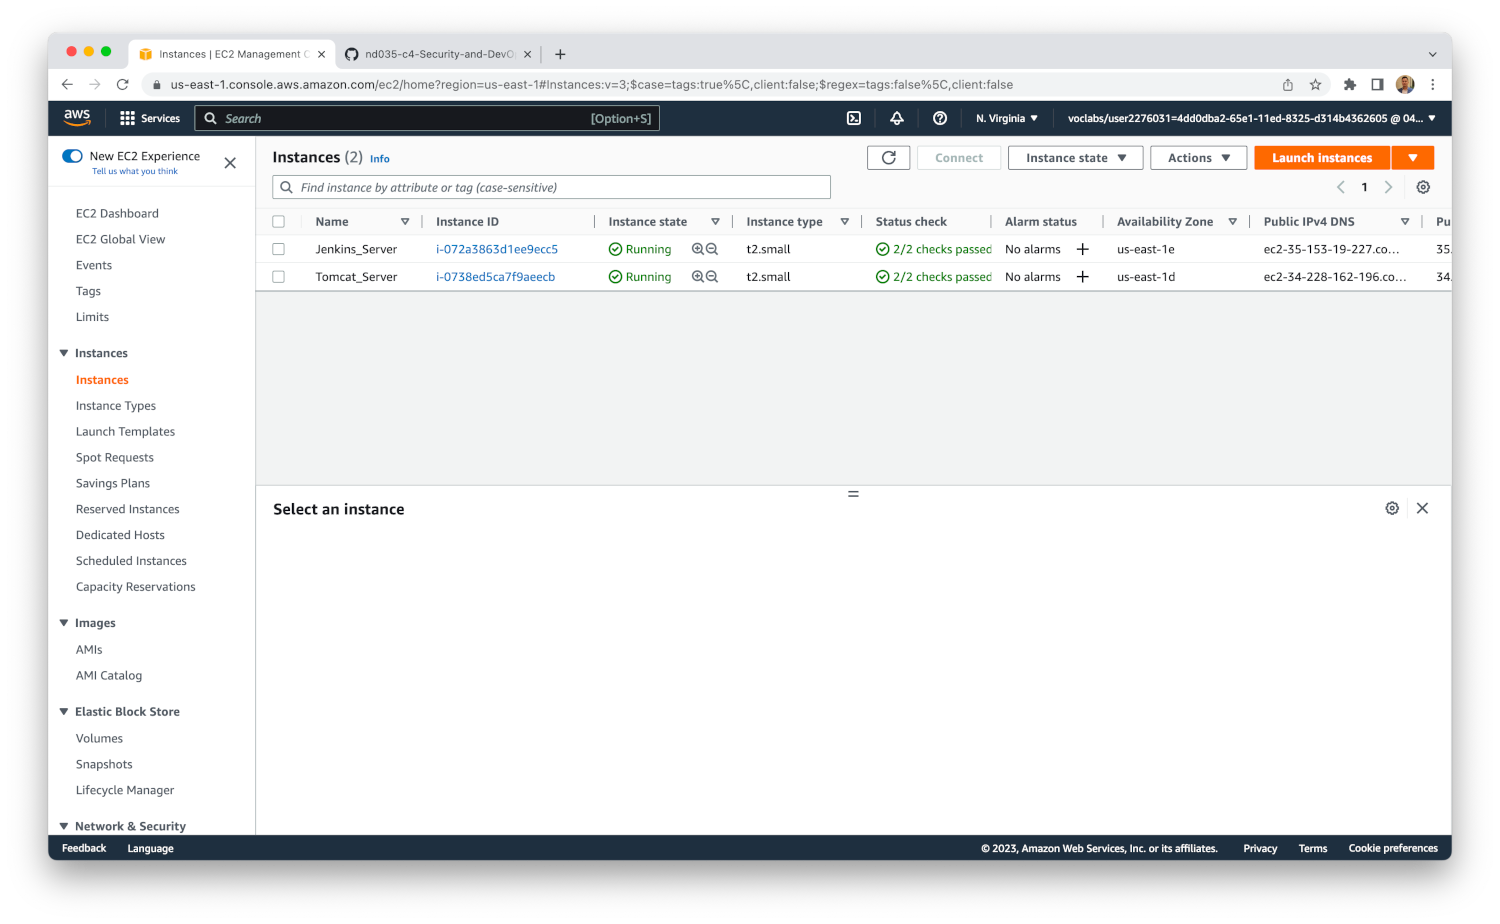 Instances | EC2 Management C
nd035-c4-Security-and-DevO
us-east-1.console.aws.amazon.com/ec2/home?region=us-east-1#Instances:v=3;$case=tags:true%5C,client:false;$regex=tags:false%5C,client:false
aws Services Search [Option+S] N. Virginia voclabs/user2276031=4dd0dba2-65e1-11ed-8325-d314b4362605 @ 04...
New EC2 Experience
Tell us what you think
EC2 Dashboard
EC2 Global View
Events
Tags
Limits
Instances
Instances
Instance Types
Launch Templates
Spot Requests
Savings Plans
Reserved Instances
Dedicated Hosts
Scheduled Instances
Capacity Reservations
Images
AMIs
AMI Catalog
Elastic Block Store
Volumes
Snapshots
Lifecycle Manager
Network & Security
Instances (2) Info Connect Instance state Actions Launch instances
Find instance by attribute or tag (case-sensitive) 1
Name Instance ID Instance state Instance type Status check Alarm status Availability Zone Public IPv4 DNS Pu
Jenkins_Server i-072a3863d1ee9ecc5 Running t2.small 2/2 checks passed No alarms + us-east-1e ec2-35-153-19-227.co... 35.
Tomcat_Server i-0738ed5ca7f9aeecb Running t2.small 2/2 checks passed No alarms + us-east-1d ec2-34-228-162-196.co... 34.
Select an instance
Feedback Language © 2023, Amazon Web Services, Inc. or its affiliates. Privacy Terms Cookie preferences